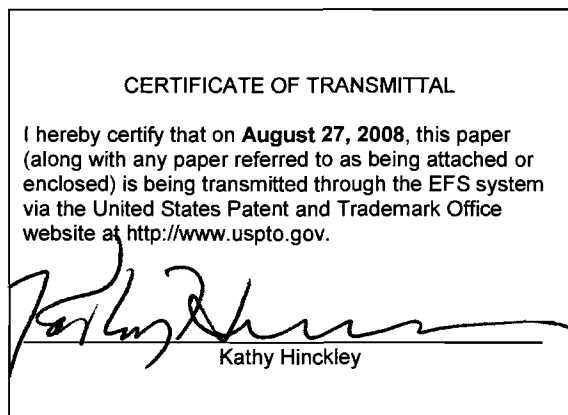 CERTIFICATE OF TRANSMITTAL
I hereby certify that on August 27, 2008, this paper
(along with any paper referred to as being attached or
enclosed) is being transmitted through the EFS system
via the United States Patent and Trademark Office
website at http://www.uspto.gov.
Kathy Hinckley